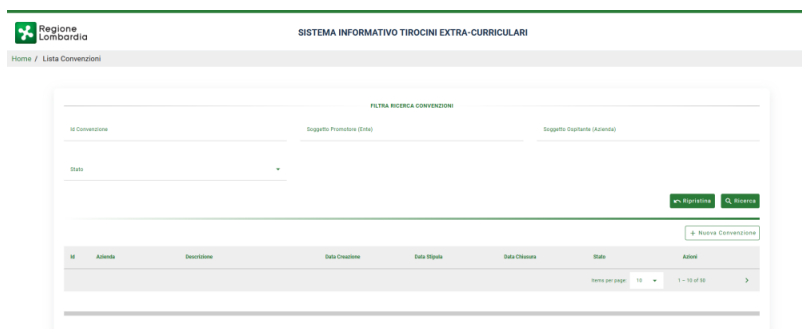 Regione
Lombardia
SISTEMA INFORMATIVO TIROCINI EXTRA-CURRICULARI
Home / Lista Convenzioni
FILTRA RICERCA CONVENZIONI
Id Convenzione Soggetto Promotore (Ente) Soggetto Ospitante (Azienda)
Stato
Ripristina Ricerca
+ Nuova Convenzione
Id Azienda Descrizione Data Creazione Data Stipula Data Chiusura Stato Azioni
Items per page: 10 1 – 10 of 50